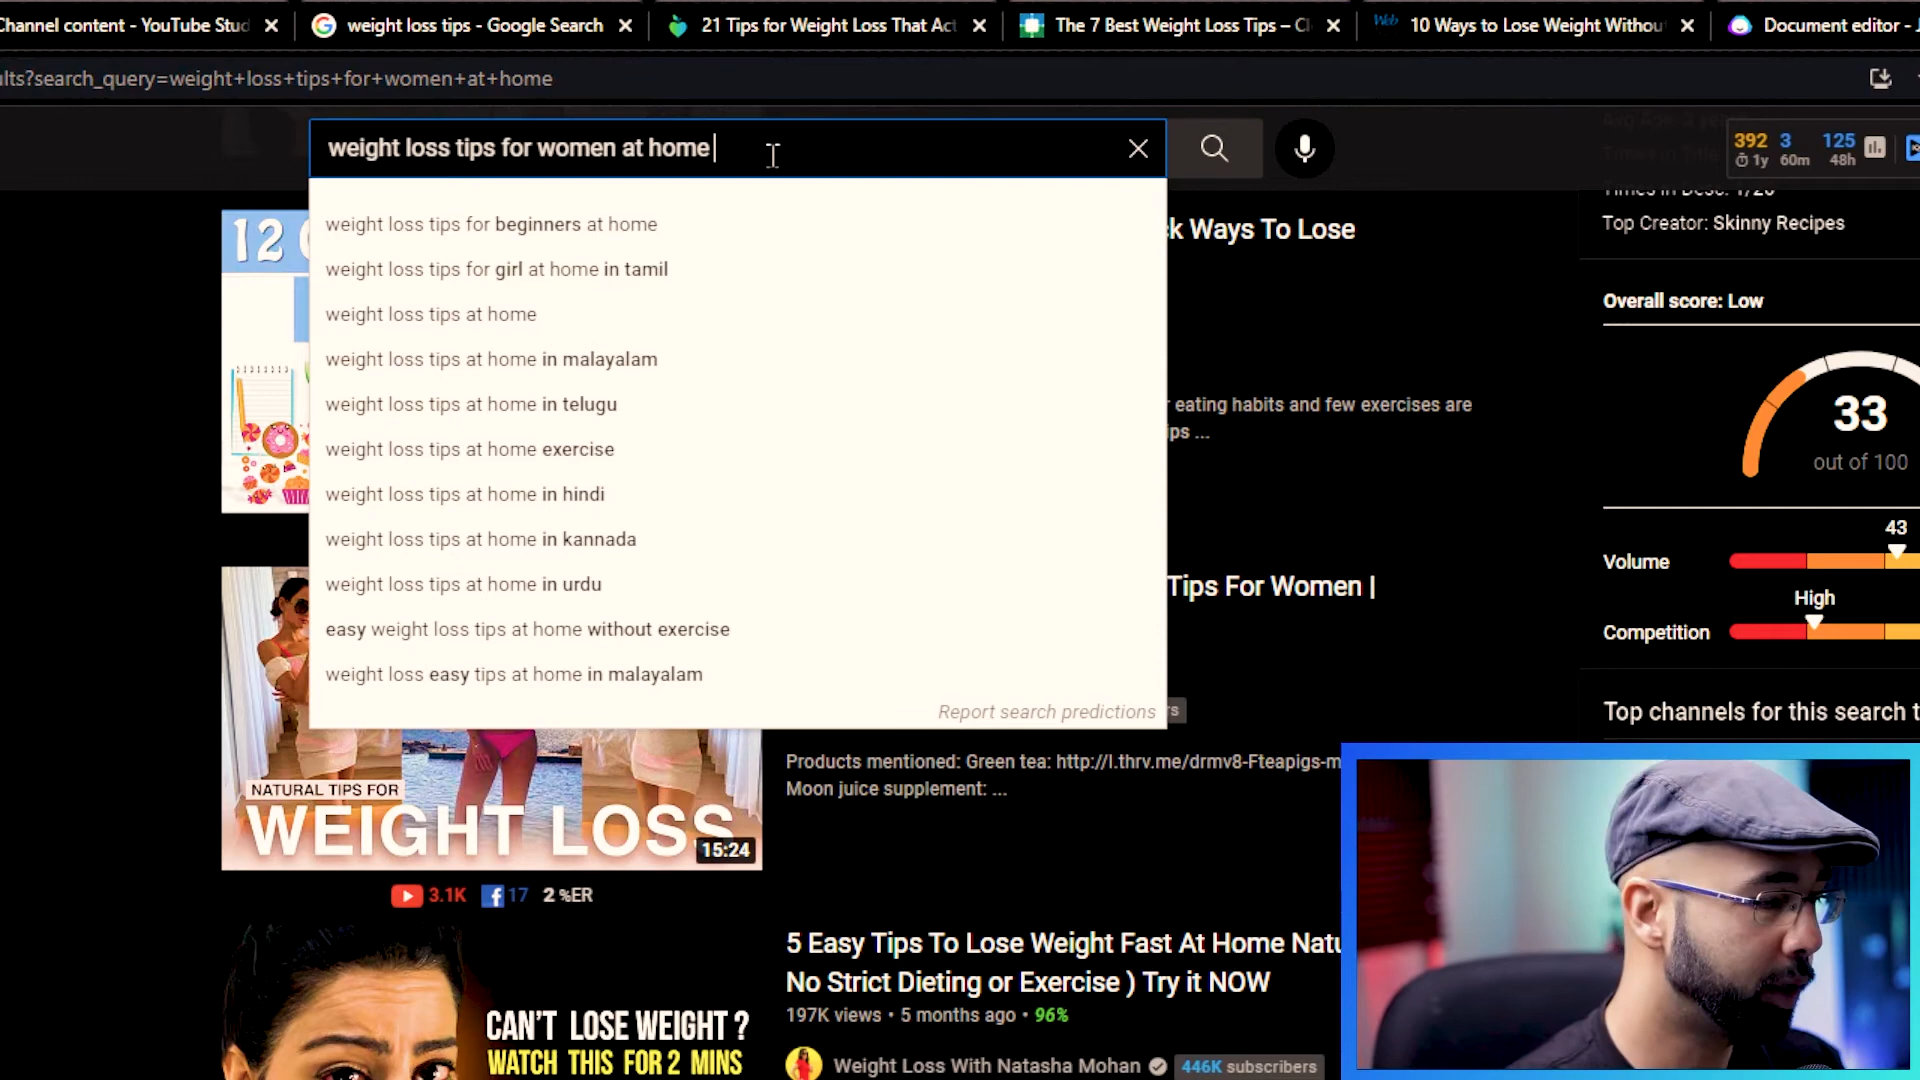 Channel content - YouTube Stud
weight loss tips - Google Search
21 Tips for Weight Loss That Act
The 7 Best Weight Loss Tips – Cl
10 Ways to Lose Weight Withou
Document editor - J
ults?search_query=weight+loss+tips+for+women+at+home
weight loss tips for women at home
392 3 125
1y 60m 48h
weight loss tips for beginners at home
weight loss tips for girl at home in tamil
weight loss tips at home
weight loss tips at home in malayalam
weight loss tips at home in telugu
weight loss tips at home exercise
weight loss tips at home in hindi
weight loss tips at home in kannada
weight loss tips at home in urdu
easy weight loss tips at home without exercise
weight loss easy tips at home in malayalam
Report search predictions
12
k Ways To Lose
eating habits and few exercises are
ips ...
Tips For Women |
Products mentioned: Green tea: http://l.thrv.me/drmv8-Fteapigs-m
Moon juice supplement: ...
NATURAL TIPS FOR
WEIGHT LOSS
15:24
3.1K 17 2 %ER
5 Easy Tips To Lose Weight Fast At Home Natu
No Strict Dieting or Exercise ) Try it NOW
197K views • 5 months ago • 96%
Weight Loss With Natasha Mohan 446K subscribers
CAN'T LOSE WEIGHT?
WATCH THIS FOR 2 MINS
Times in Desc: 1/20
Top Creator: Skinny Recipes
Overall score: Low
33
out of 100
43
Volume
High
Competition
Top channels for this search t